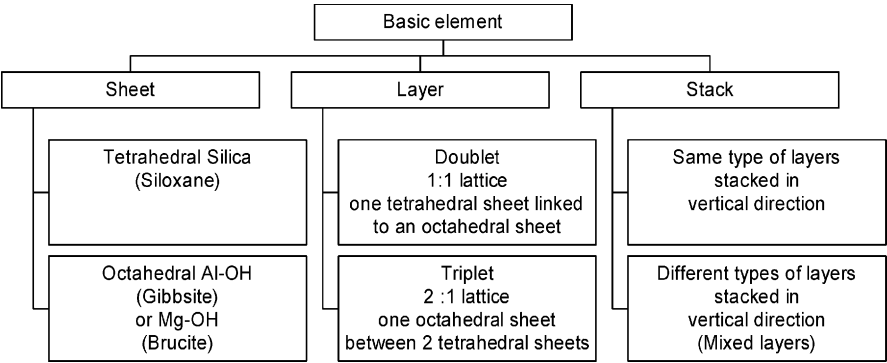 Basic element
Sheet
Layer
Stack
Tetrahedral Silica
(Siloxane)
Doublet
1:1 lattice
one tetrahedral sheet linked
to an octahedral sheet
Same type of layers
stacked in
vertical direction
Octahedral Al-OH
(Gibbsite)
or Mg-OH
(Brucite)
Triplet
2 :1 lattice
one octahedral sheet
between 2 tetrahedral sheets
Different types of layers
stacked in
vertical direction
(Mixed layers)